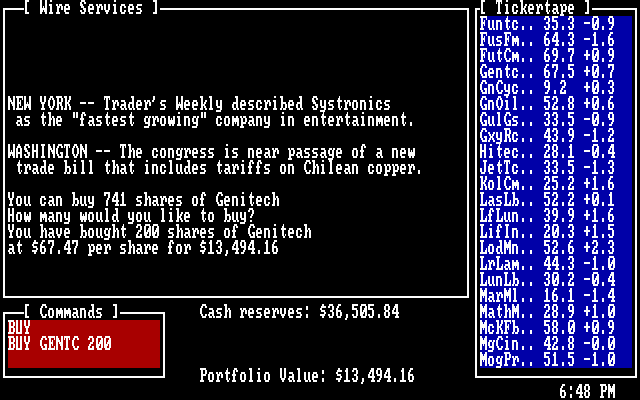 [ Wire Services ]
NEW YORK -- Trader's Weekly described Systronics
as the "fastest growing" company in entertainment.
WASHINGTON -- The congress is near passage of a new
trade bill that includes tariffs on Chilean copper.
You can buy 741 shares of Genitech
How many would you like to buy?
You have bought 200 shares of Genitech
at $67.47 per share for $13,494.16
[ Tickertape ]
Funtc.. 35.3 -0.9
FusFm.. 64.3 -1.6
FutCm.. 69.7 +0.9
Gentc.. 67.5 +0.7
GnCyc.. 9.2 +0.3
GnOil.. 52.8 +0.6
GulGs.. 33.5 -0.9
GxyRc.. 43.9 -1.2
Hitec.. 28.1 -0.4
JetTc.. 33.5 -1.3
KolCm.. 25.2 +1.6
LasLb.. 52.2 +0.1
LfLun.. 39.9 +1.6
LifIn.. 20.3 +1.5
LodMn.. 52.6 +2.3
LrLam.. 44.3 -1.0
LunLb.. 30.2 -0.4
MarMl.. 16.1 -1.4
MathM.. 28.9 +1.0
McKFb.. 58.0 +0.9
MgCin.. 42.8 -0.0
MogPr.. 51.5 -1.0
[ Commands ]
BUY
BUY GENTC 200
Cash reserves: $36,505.84
Portfolio Value: $13,494.16
6:48 PM